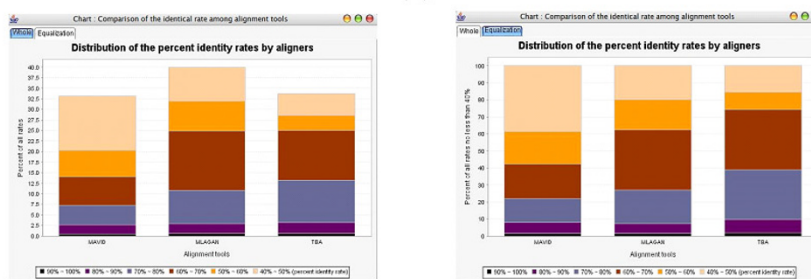 Chart : Comparison of the identical rate among alignment tools
Whole Equalization
Distribution of the percent identity rates by aligners
Percent of all rates
40.0
37.5
35.0
32.5
30.0
27.5
25.0
22.5
20.0
17.5
15.0
12.5
10.0
7.5
5.0
2.5
0.0
MAVID MLAGAN TBA
Alignment tools
90% ~ 100% 80% ~ 90% 70% ~ 80% 60% ~ 70% 50% ~ 60% 40% ~ 50% (percent identity rate)
Chart : Comparison of the identical rate among alignment tools
Whole Equalization
Distribution of the percent identity rates by aligners
Percent of all rates no less than 40%
100
90
80
70
60
50
40
30
20
10
0
MAVID MLAGAN TBA
Alignment tools
90% ~ 100% 80% ~ 90% 70% ~ 80% 60% ~ 70% 50% ~ 60% 40% ~ 50% (percent identity rate)